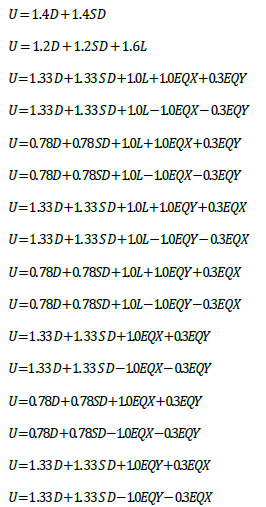 U = 1.4D+1.4SD
U = 1.2D+1.2SD+1.6L
U = 1.33D+1.33SD+1.0L+1.0EQX+0.3EQY
U = 1.33D+1.33SD+1.0L−1.0EQX−0.3EQY
U = 0.78D+0.78SD+1.0L+1.0EQX+0.3EQY
U = 0.78D+0.78SD+1.0L−1.0EQX−0.3EQY
U = 1.33D+1.33SD+1.0L+1.0EQY+0.3EQX
U = 1.33D+1.33SD+1.0L−1.0EQY−0.3EQX
U = 0.78D+0.78SD+1.0L+1.0EQY+0.3EQX
U = 0.78D+0.78SD+1.0L−1.0EQY−0.3EQX
U = 1.33D+1.33SD+1.0EQX+0.3EQY
U = 1.33D+1.33SD−1.0EQX−0.3EQY
U = 0.78D+0.78SD+1.0EQX+0.3EQY
U = 0.78D+0.78SD−1.0EQX−0.3EQY
U = 1.33D+1.33SD+1.0EQY+0.3EQX
U = 1.33D+1.33SD−1.0EQY−0.3EQX